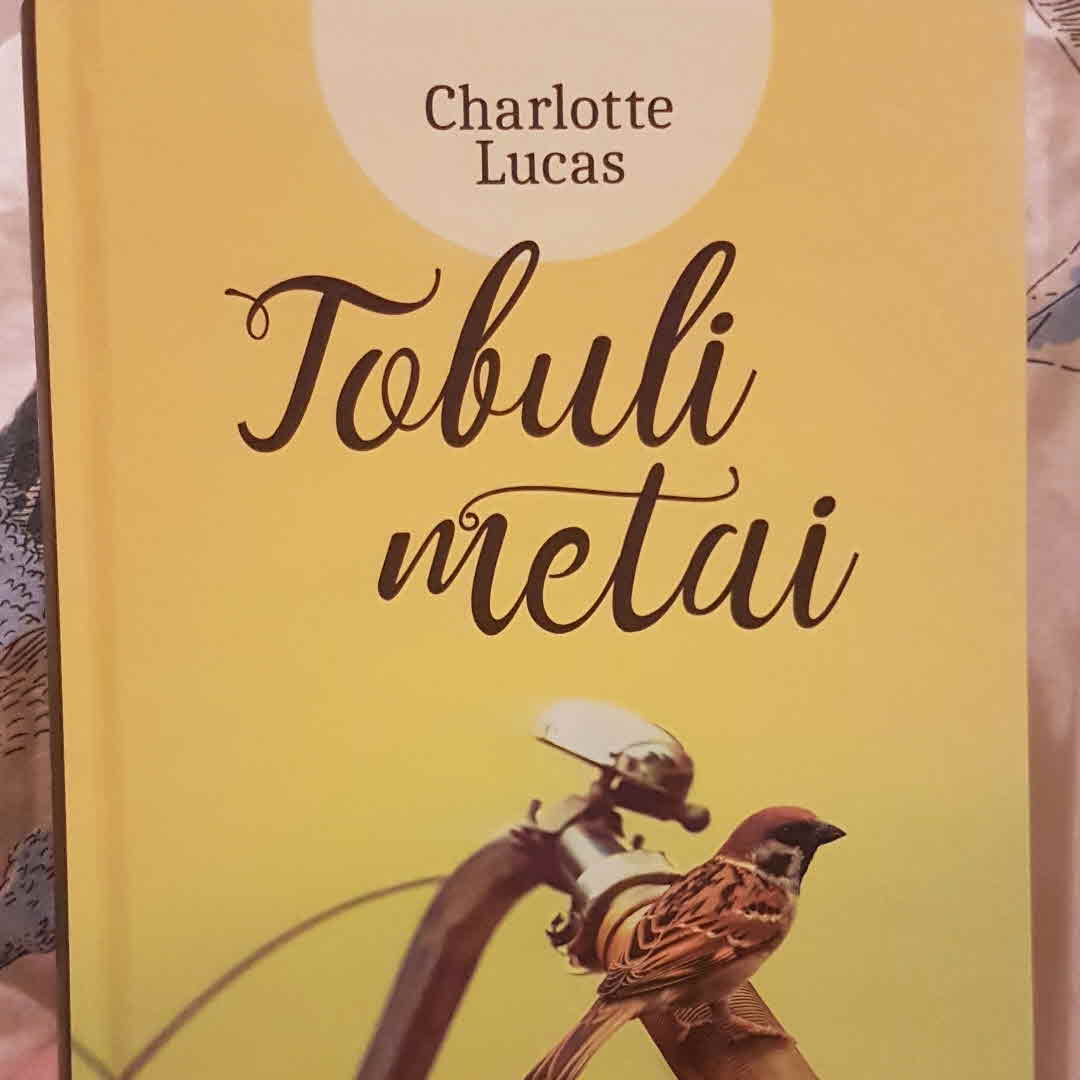 Charlotte
Lucas
Tobuli
metai